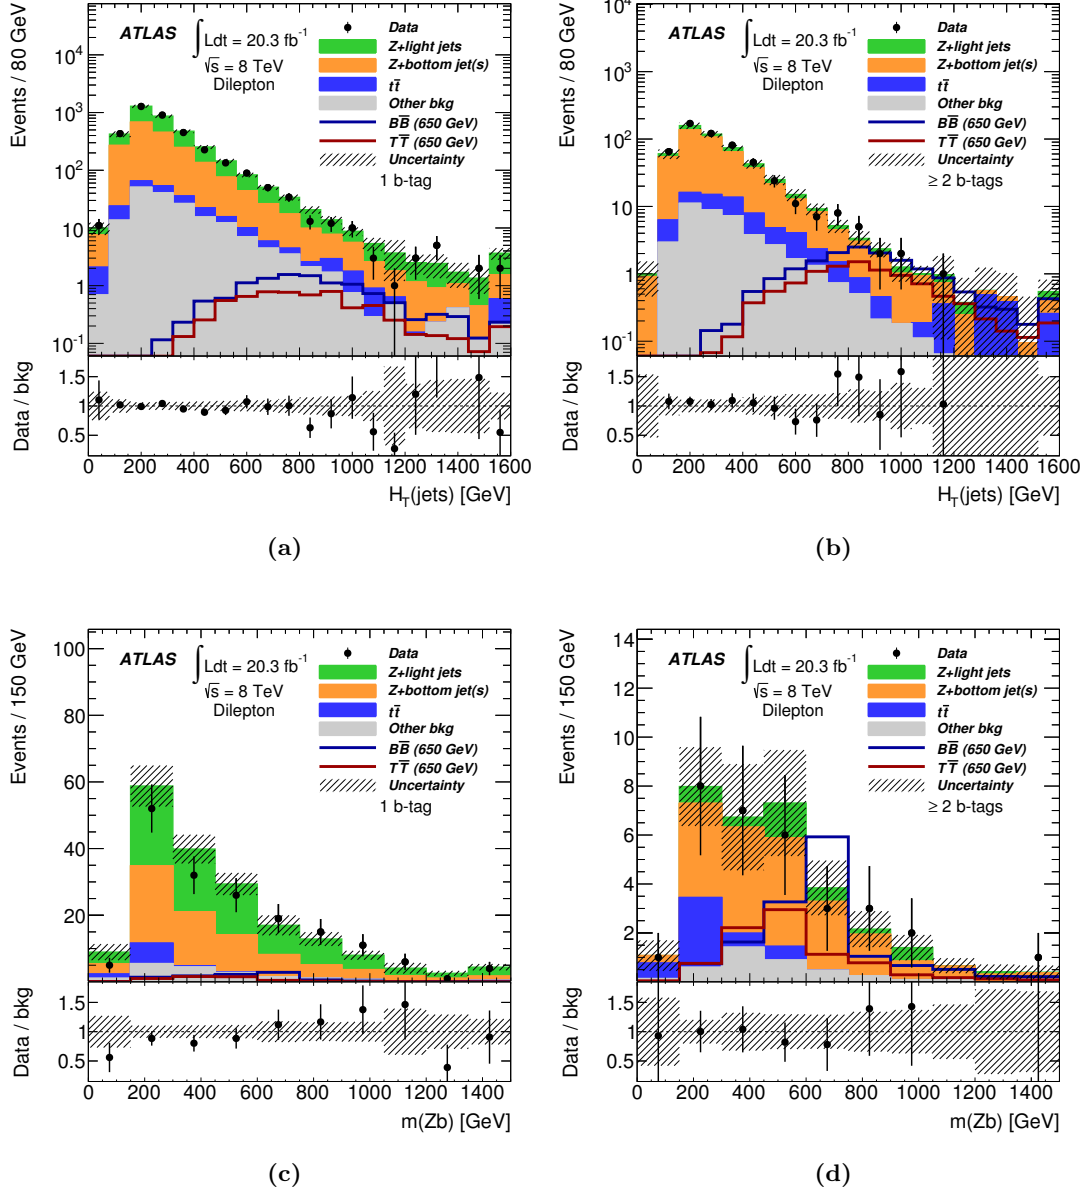 ATLAS
∫ Ldt = 20.3 fb⁻¹
√s = 8 TeV
Dilepton
Data
Z+light jets
Z+bottom jet(s)
tt̄
Other bkg
BB̄ (650 GeV)
TT̄ (650 GeV)
Uncertainty
1 b-tag
Events / 80 GeV
10⁴
10³
10²
10
1
10⁻¹
Data / bkg
1.5
1
0.5
0 200 400 600 800 1000 1200 1400 1600
H_T(jets) [GeV]
(a)
ATLAS
∫ Ldt = 20.3 fb⁻¹
√s = 8 TeV
Dilepton
Data
Z+light jets
Z+bottom jet(s)
tt̄
Other bkg
BB̄ (650 GeV)
TT̄ (650 GeV)
Uncertainty
≥ 2 b-tags
Events / 80 GeV
10⁴
10³
10²
10
1
10⁻¹
Data / bkg
1.5
1
0.5
0 200 400 600 800 1000 1200 1400 1600
H_T(jets) [GeV]
(b)
ATLAS
∫ Ldt = 20.3 fb⁻¹
√s = 8 TeV
Dilepton
Data
Z+light jets
Z+bottom jet(s)
tt̄
Other bkg
BB̄ (650 GeV)
TT̄ (650 GeV)
Uncertainty
1 b-tag
Events / 150 GeV
100
80
60
40
20
Data / bkg
1.5
1
0.5
0 200 400 600 800 1000 1200 1400
m(Zb) [GeV]
(c)
ATLAS
∫ Ldt = 20.3 fb⁻¹
√s = 8 TeV
Dilepton
Data
Z+light jets
Z+bottom jet(s)
tt̄
Other bkg
BB̄ (650 GeV)
TT̄ (650 GeV)
Uncertainty
≥ 2 b-tags
Events / 150 GeV
14
12
10
8
6
4
2
Data / bkg
1.5
1
0.5
0 200 400 600 800 1000 1200 1400
m(Zb) [GeV]
(d)